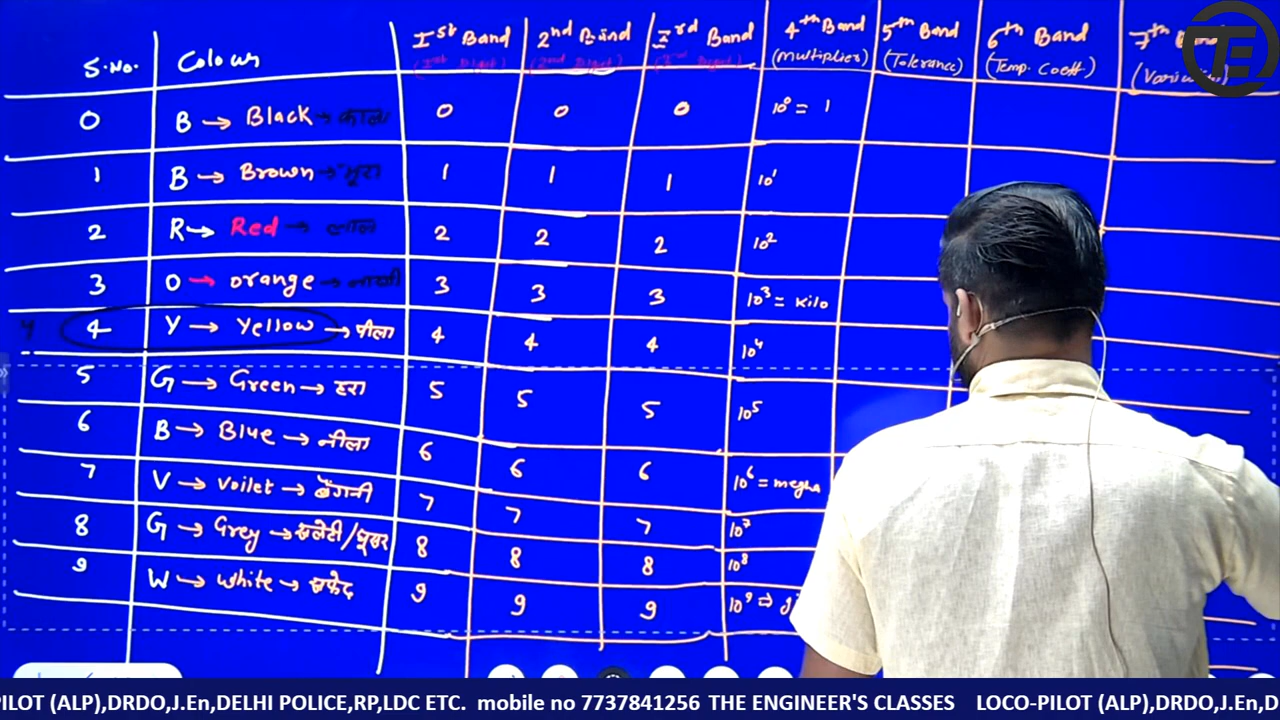 S.No. Colour Ist Band 2nd Band 3rd Band 4th Band 5th Band 6th Band 7th
(Multiplier) (Tolerance) (Temp. Coeff.)
TE
0 B → Black → काला 0 0 0 10⁰ = 1
1 B → Brown → भूरा 1 1 1 10¹
2 R → Red → लाल 2 2 2 10²
3 O → orange → 3 3 3 10³ = Kilo
4 4 Y → Yellow → पीला 4 4 4 10⁴
5 G → Green → हरा 5 5 5 10⁵
6 B → Blue → नीला 6 6 6 10⁶ = megha
7 V → Voilet → बैंगनी 7 7 7 10⁷
8 G → Grey → स्लेटी/धूसर 8 8 8 10⁸
9 W → White → सफेद 9 9 9 10⁹ ⇒
PILOT (ALP),DRDO,J.En,DELHI POLICE,RP,LDC ETC. mobile no 7737841256 THE ENGINEER'S CLASSES LOCO-PILOT (ALP),DRDO,J.En,D